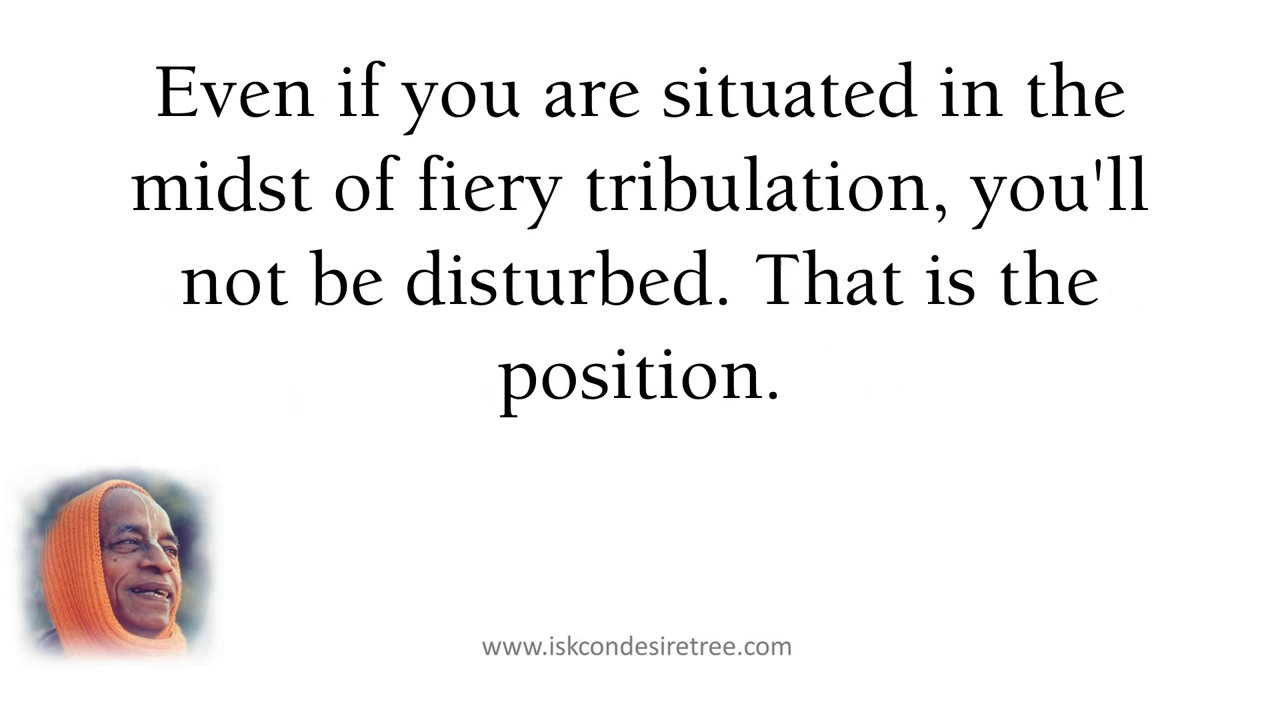 Even if you are situated in the
midst of fiery tribulation, you'll
not be disturbed. That is the
position.
www.iskcondesiretree.com